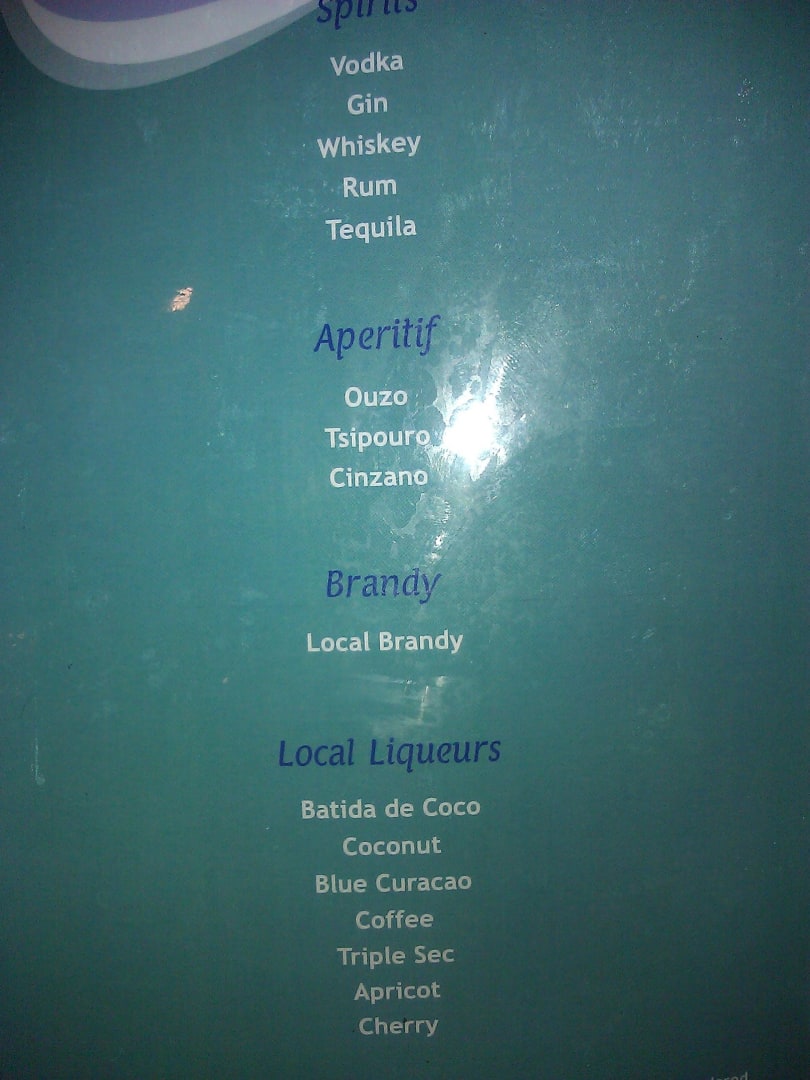 Spirits
Vodka
Gin
Whiskey
Rum
Tequila
Aperitif
Ouzo
Tsipouro
Cinzano
Brandy
Local Brandy
Local Liqueurs
Batida de Coco
Coconut
Blue Curacao
Coffee
Triple Sec
Apricot
Cherry